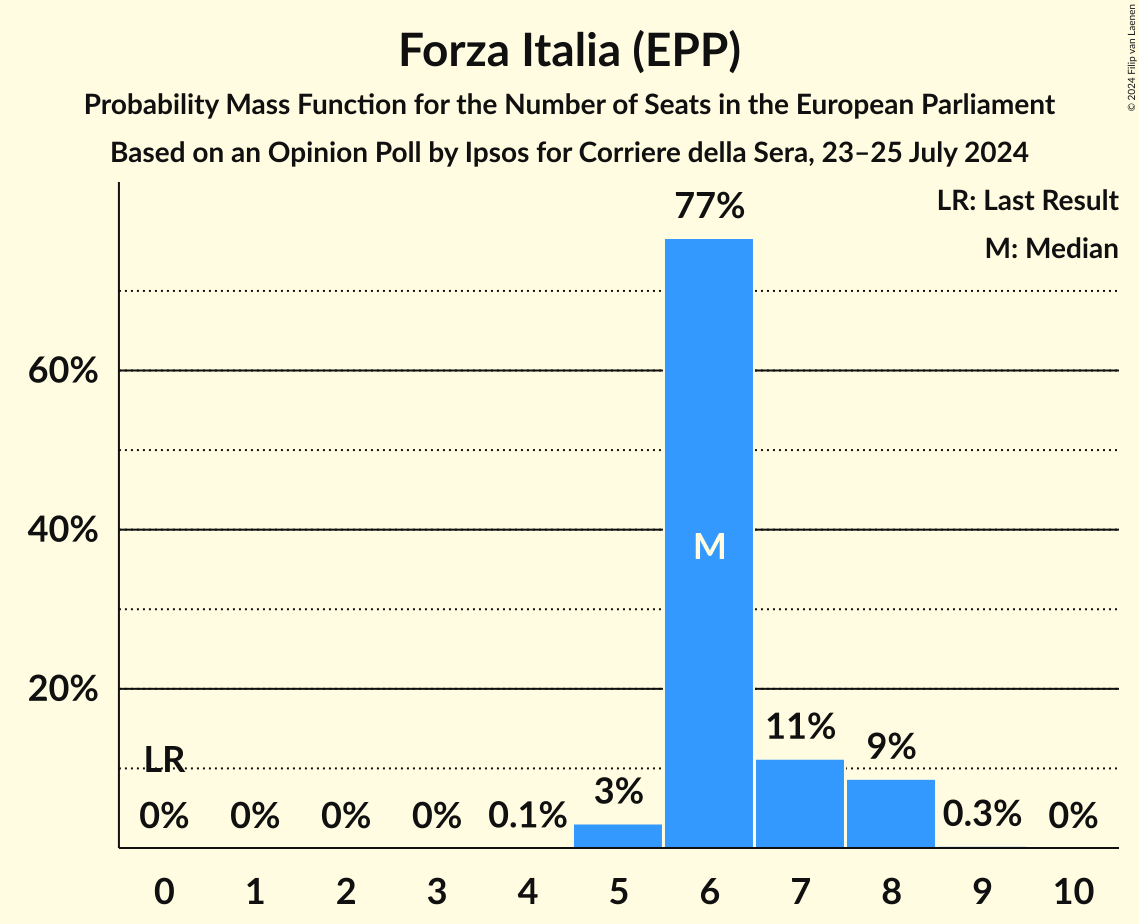 Forza Italia (EPP)
Probability Mass Function for the Number of Seats in the European Parliament
Based on an Opinion Poll by Ipsos for Corriere della Sera, 23–25 July 2024
© 2024 Filip van Laenen
LR: Last Result
M: Median
77%
60%
40%
M
20%
11%
9%
LR
3%
0% 0% 0% 0% 0.1% 0.3% 0%
0 1 2 3 4 5 6 7 8 9 10